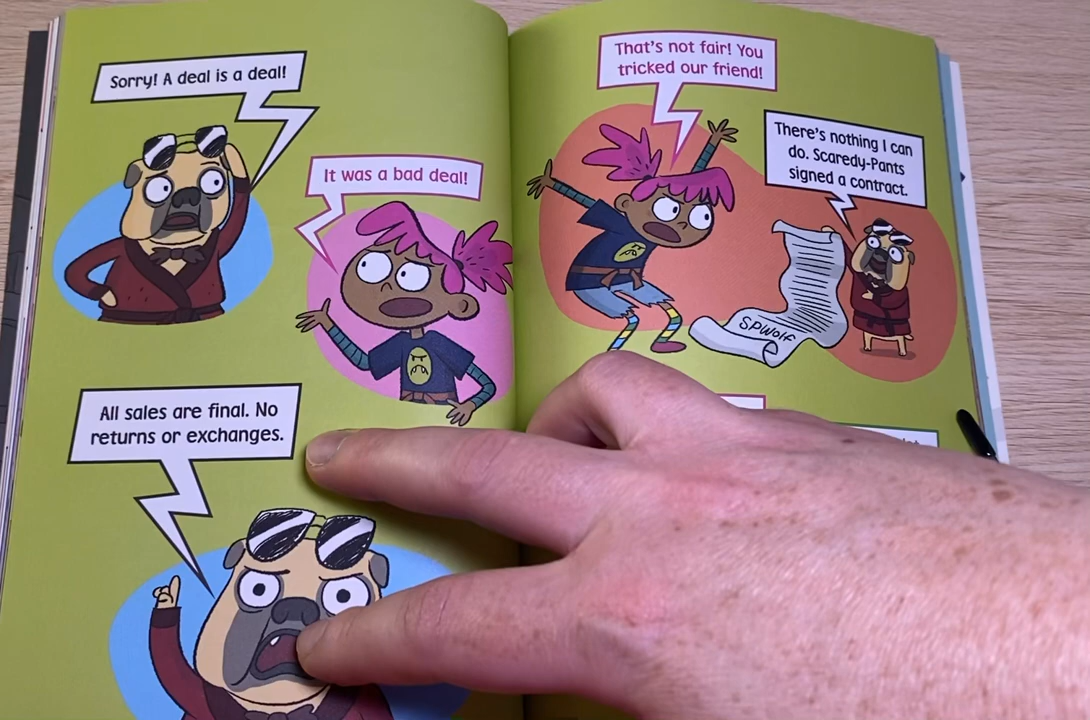 Sorry! A deal is a deal!
It was a bad deal!
All sales are final. No
returns or exchanges.
That's not fair! You
tricked our friend!
There's nothing I can
do. Scaredy-Pants
signed a contract.
SPWolf